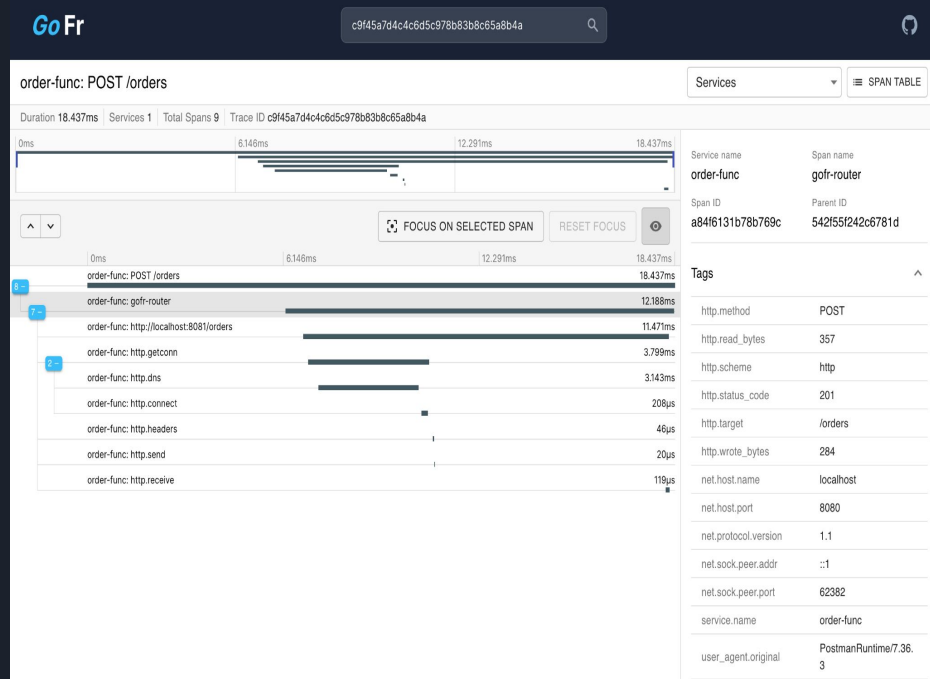 GoFr
c9f45a7d4c4c6d5c978b83b8c65a8b4a
order-func: POST /orders
Services
SPAN TABLE
Duration 18.437ms Services 1 Total Spans 9 Trace ID c9f45a7d4c4c6d5c978b83b8c65a8b4a
0ms 6.146ms 12.291ms 18.437ms
FOCUS ON SELECTED SPAN RESET FOCUS
0ms 6.146ms 12.291ms 18.437ms
order-func: POST /orders 18.437ms
8 -
order-func: gofr-router 12.188ms
7 -
order-func: http://localhost:8081/orders 11.471ms
order-func: http.getconn 3.799ms
2 -
order-func: http.dns 3.143ms
order-func: http.connect 208µs
order-func: http.headers 46µs
order-func: http.send 20µs
order-func: http.receive 119µs
Service name Span name
order-func gofr-router
Span ID Parent ID
a84f6131b78b769c 542f55f242c6781d
Tags
http.method POST
http.read_bytes 357
http.scheme http
http.status_code 201
http.target /orders
http.wrote_bytes 284
net.host.name localhost
net.host.port 8080
net.protocol.version 1.1
net.sock.peer.addr ::1
net.sock.peer.port 62382
service.name order-func
user_agent.original PostmanRuntime/7.36.
3